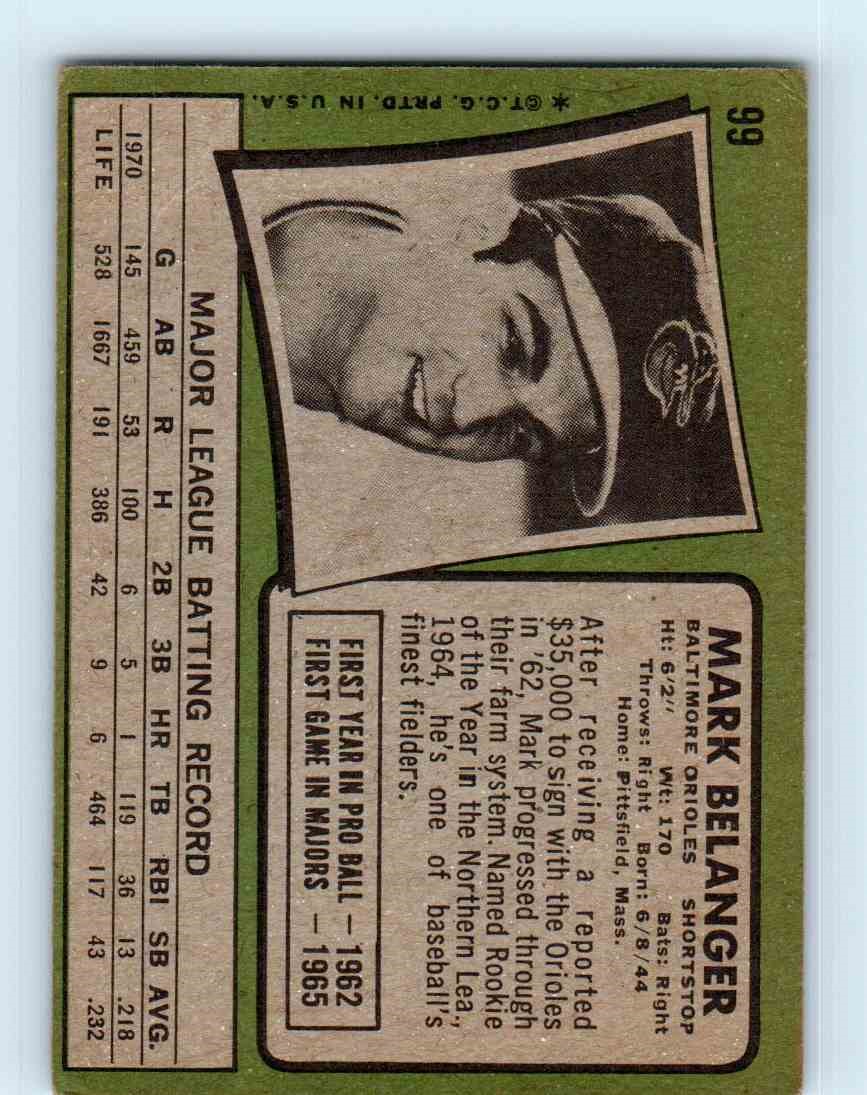 99
MARK BELANGER
BALTIMORE ORIOLES SHORTSTOP
Ht: 6'2" Wt: 170 Bats: Right
Throws: Right Born: 6/8/44
Home: Pittsfield, Mass.
After receiving a reported
$35,000 to sign with the Orioles
in '62, Mark progressed through
their farm system. Named Rookie
of the Year in the Northern Lea.,
1964, he's one of baseball's
finest fielders.
FIRST YEAR IN PRO BALL — 1962
FIRST GAME IN MAJORS — 1965
*©T.C.G. PRTD. IN U.S.A.
MAJOR LEAGUE BATTING RECORD
G AB R H 2B 3B HR TB RBI SB AVG.
1970 145 459 53 100 6 5 1 119 36 13 .218
LIFE 528 1667 191 386 42 9 6 464 117 43 .232